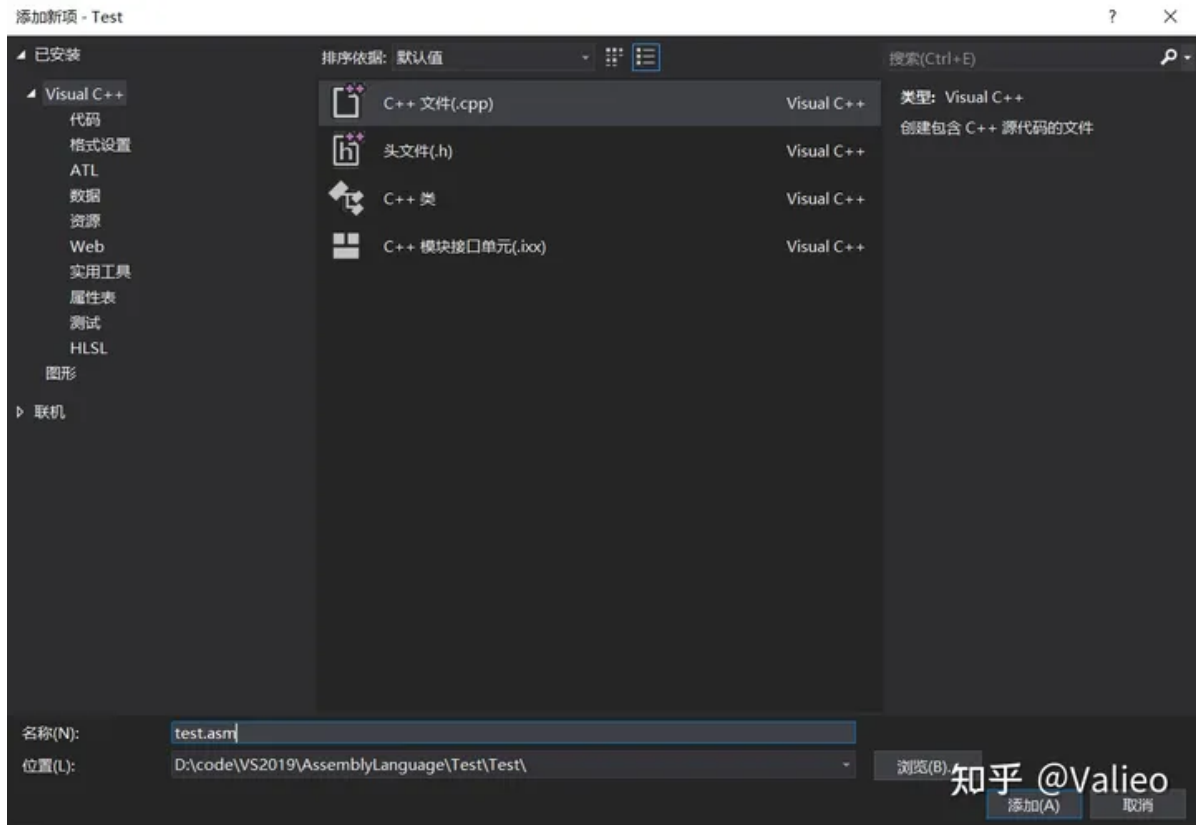 添加新项 - Test
?
已安装
排序依据: 默认值
搜索(Ctrl+E)
Visual C++
代码
格式设置
ATL
数据
资源
Web
实用工具
属性表
测试
HLSL
图形
联机
C++ 文件(.cpp) Visual C++
头文件(.h) Visual C++
C++ 类 Visual C++
C++ 模块接口单元(.ixx) Visual C++
类型: Visual C++
创建包含 C++ 源代码的文件
名称(N): test.asm
位置(L): D:\code\VS2019\AssemblyLanguage\Test\Test\
浏览(B)...
知乎 @Valieo
添加(A) 取消